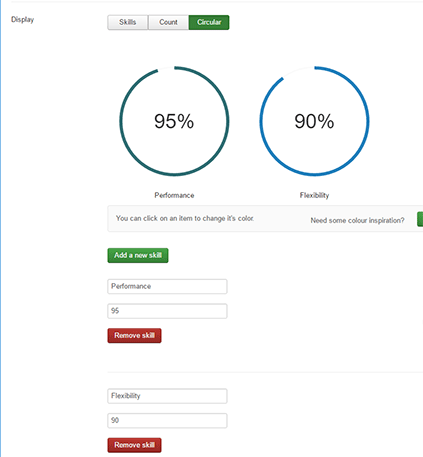 Display
Skills Count Circular
95% 90%
Performance Flexibility
You can click on an item to change it's color.
Need some colour inspiration?
Add a new skill
Performance
95
Remove skill
Flexibility
90
Remove skill